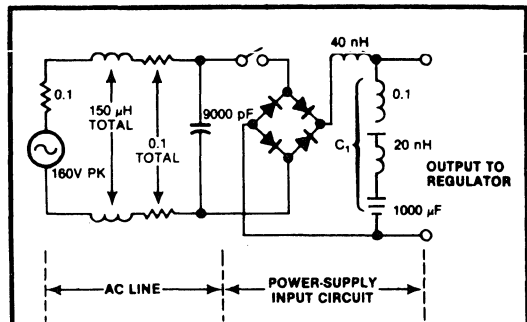 40 nH
0.1
150 μH
TOTAL
0.1
TOTAL
9000 pF
0.1
C1
20 nH
OUTPUT TO
REGULATOR
160V PK
1000 μF
AC LINE
POWER-SUPPLY
INPUT CIRCUIT